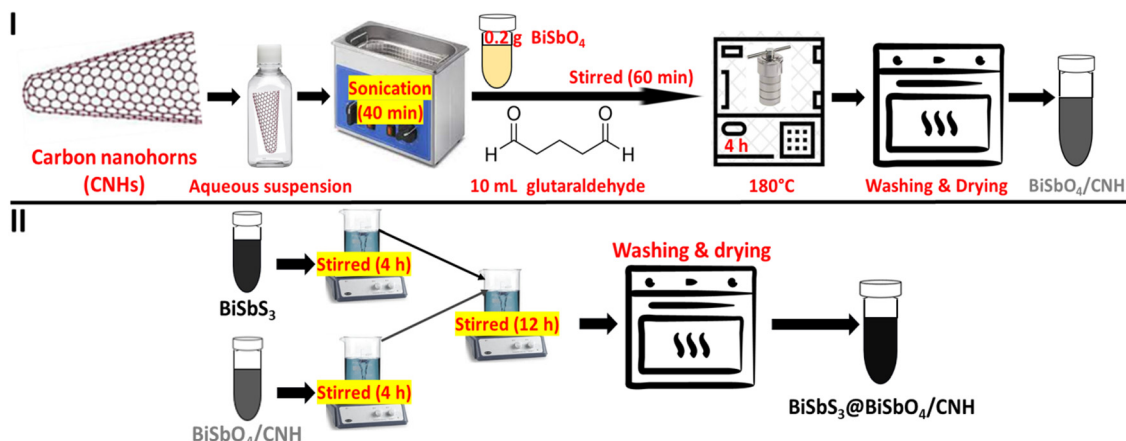 I
0.2 g BiSbO₄
Sonication
(40 min)
Stirred (60 min)
O
O
H
H
4 h
Carbon nanohorns
(CNHs)
Aqueous suspension
10 mL glutaraldehyde
180°C
Washing & Drying
BiSbO₄/CNH
II
Stirred (4 h)
BiSbS₃
Washing & drying
Stirred (12 h)
Stirred (4 h)
BiSbO₄/CNH
BiSbS₃@BiSbO₄/CNH